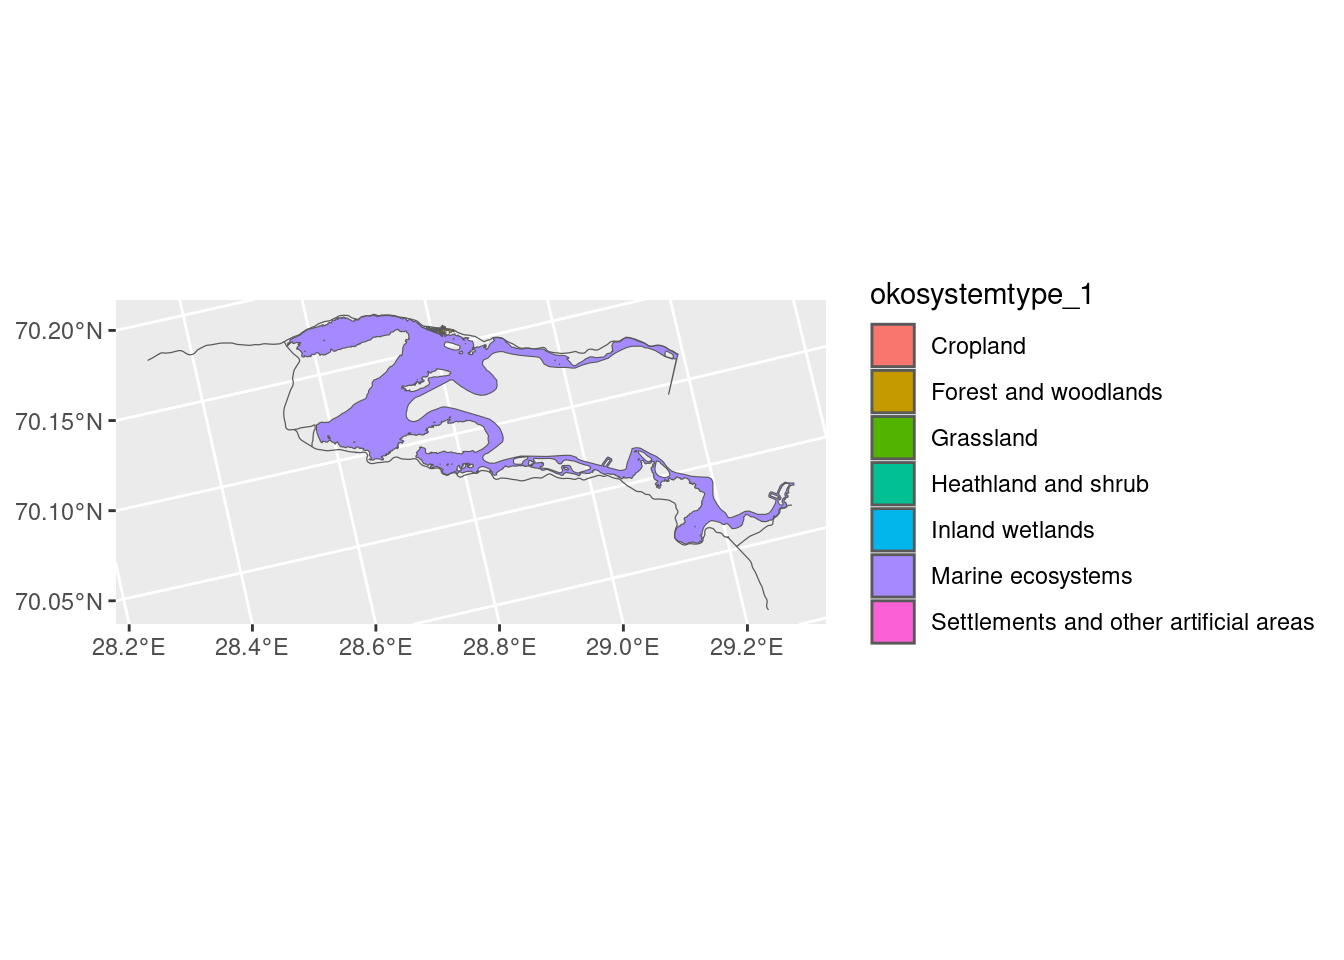 70.20°N
70.15°N
70.10°N
70.05°N
28.2°E 28.4°E 28.6°E 28.8°E 29.0°E 29.2°E
okosystemtype_1
Cropland
Forest and woodlands
Grassland
Heathland and shrub
Inland wetlands
Marine ecosystems
Settlements and other artificial areas